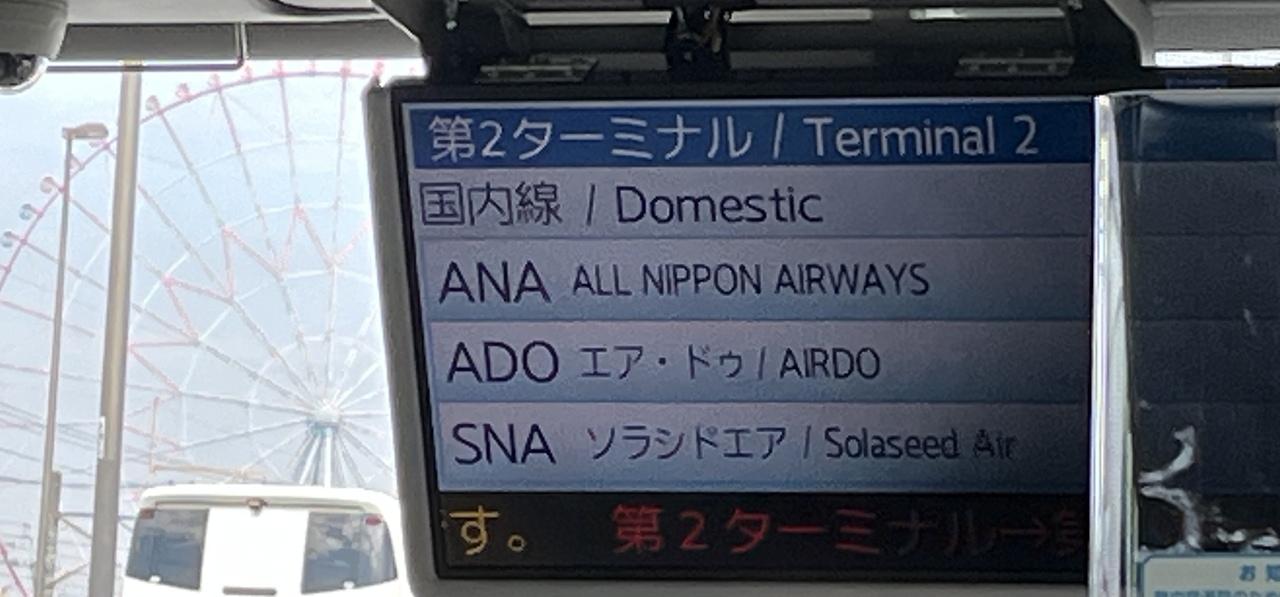 第2ターミナル / Terminal 2
国内線 / Domestic
ANA ALL NIPPON AIRWAYS
ADO エア・ドゥ / AIRDO
SNA ソラシドエア / Solaseed Air
す。 第2ターミナル→
お知